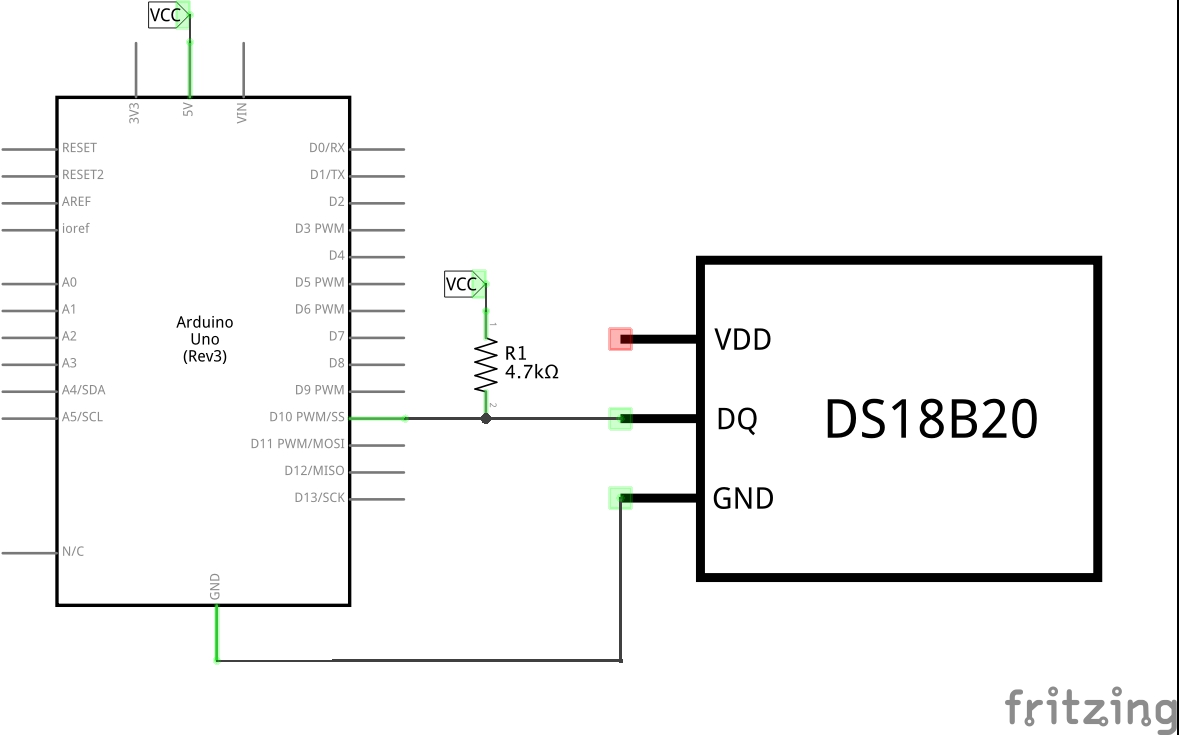 VCC
3V3
5V
VIN
RESET
RESET2
AREF
ioref
A0
A1
A2
A3
A4/SDA
A5/SCL
N/C
Arduino
Uno
(Rev3)
D0/RX
D1/TX
D2
D3 PWM
D4
D5 PWM
D6 PWM
D7
D8
D9 PWM
D10 PWM/SS
D11 PWM/MOSI
D12/MISO
D13/SCK
GND
VCC
1
R1
4.7kΩ
2
VDD
DQ
GND
DS18B20
fritzing